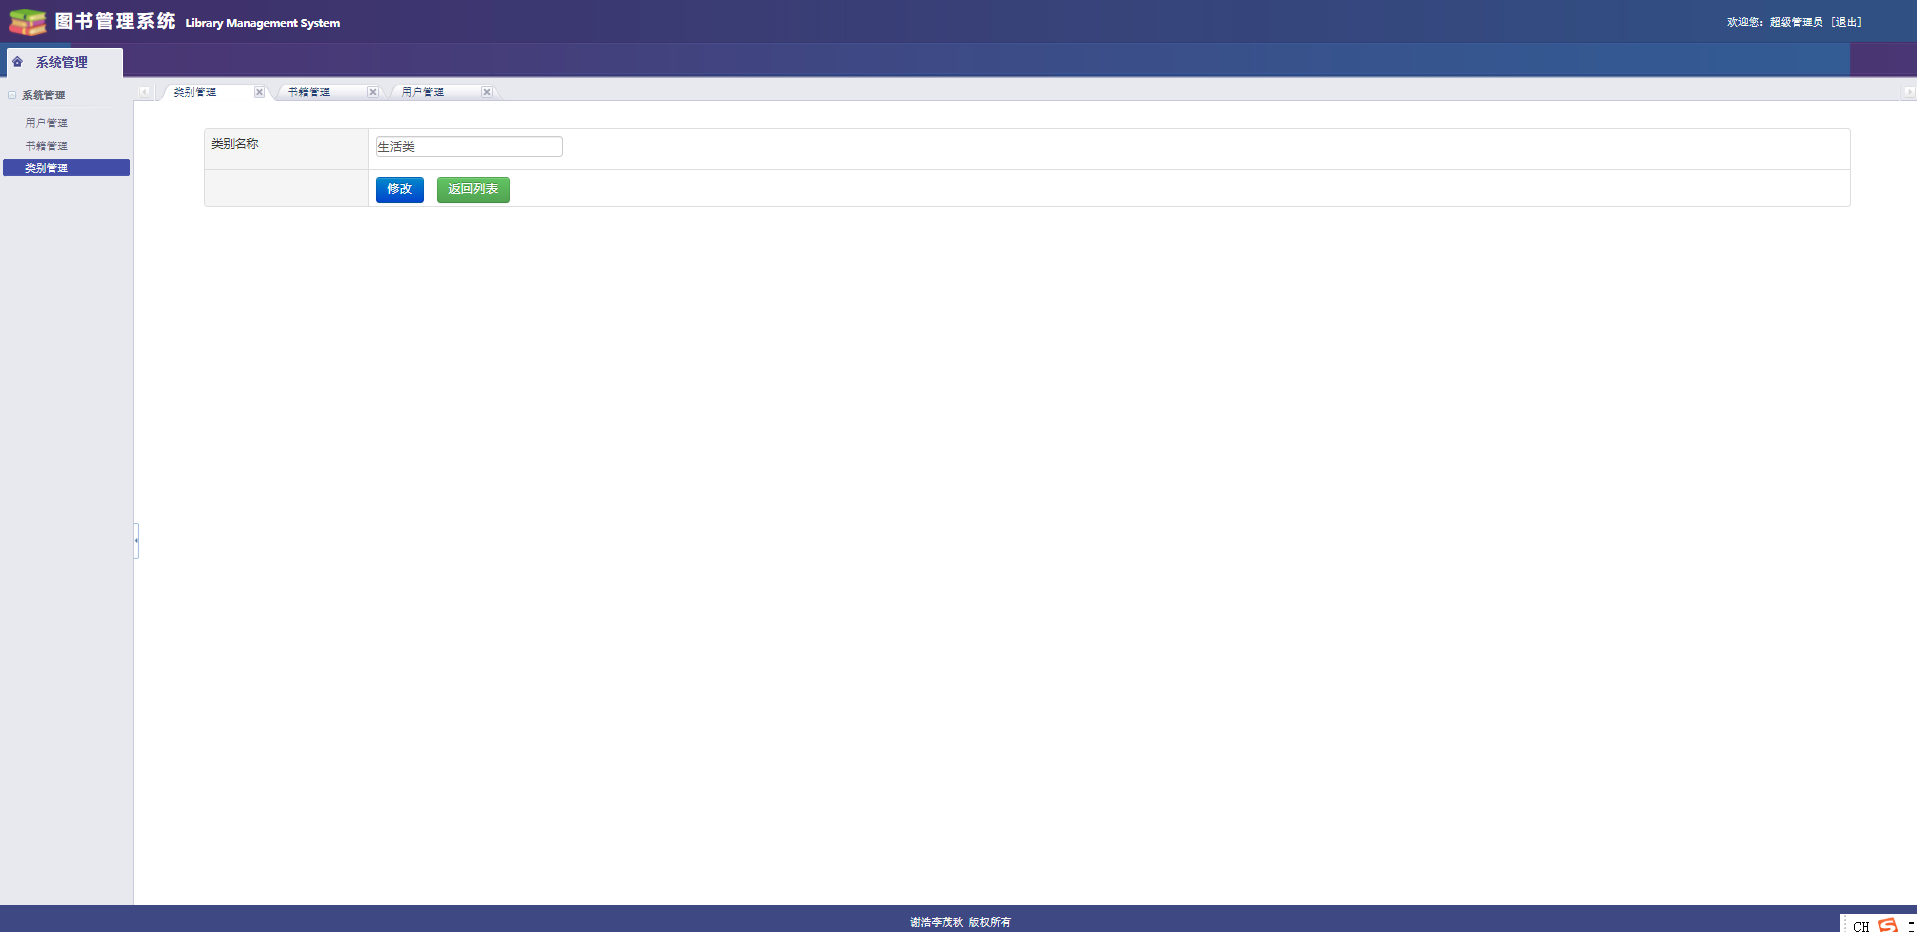 图书管理系统 Library Management System
欢迎您: 超级管理员 [退出]
系统管理
系统管理
用户管理
书籍管理
类别管理
类别管理 书籍管理 用户管理
类别名称 生活类
修改 返回列表
谢浩李茂秋 版权所有
CH